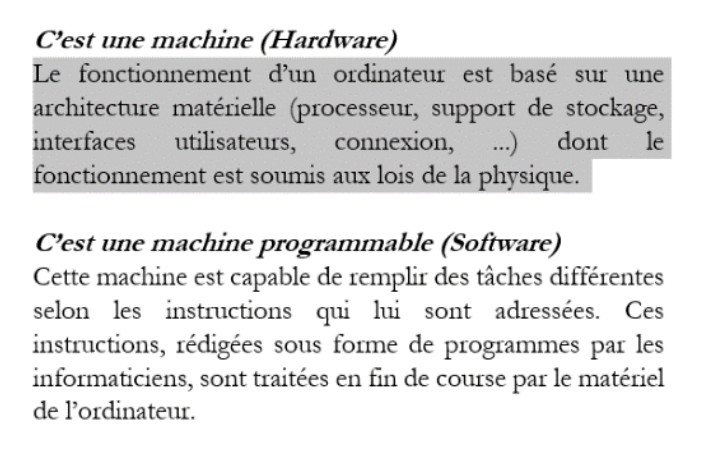 C’est une machine (Hardware)
Le fonctionnement d’un ordinateur est basé sur une
architecture matérielle (processeur, support de stockage,
interfaces utilisateurs, connexion, ...) dont le
fonctionnement est soumis aux lois de la physique.
C’est une machine programmable (Software)
Cette machine est capable de remplir des tâches différentes
selon les instructions qui lui sont adressées. Ces
instructions, rédigées sous forme de programmes par les
informaticiens, sont traitées en fin de course par le matériel
de l’ordinateur.